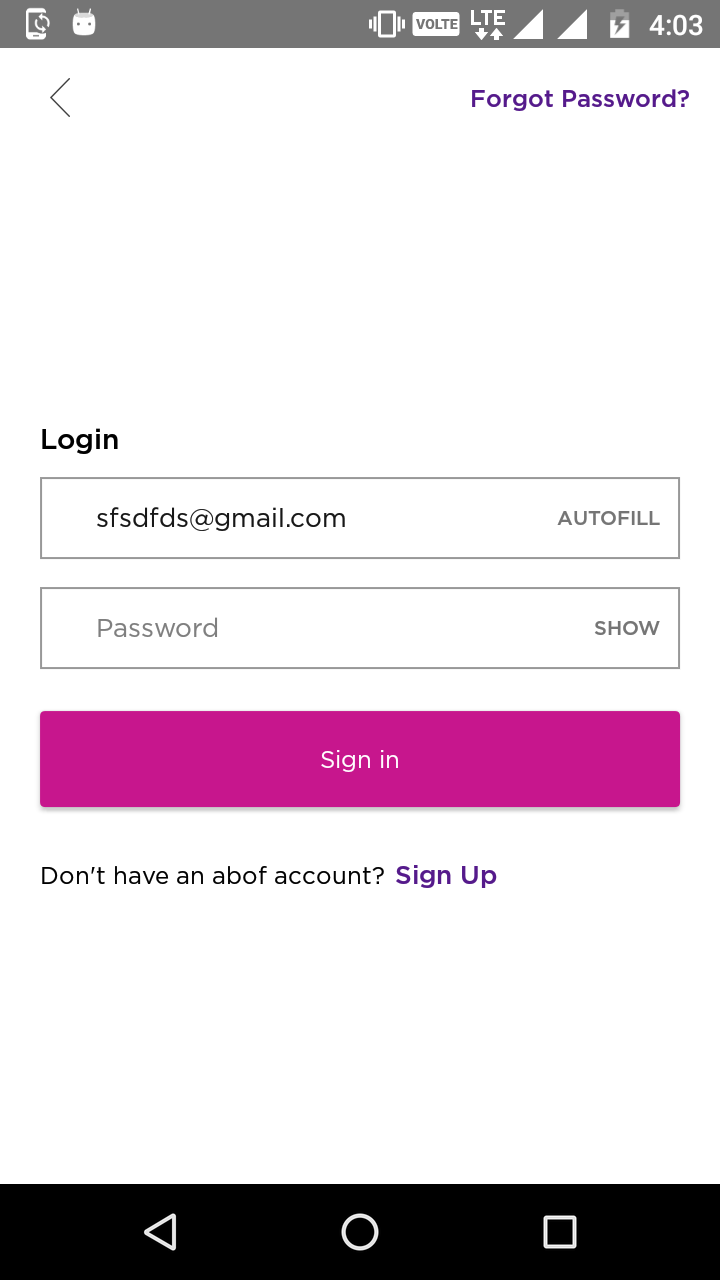 VOLTE LTE 4:03
Forgot Password?
Login
sfsdfds@gmail.com AUTOFILL
Password SHOW
Sign in
Don't have an abof account? Sign Up